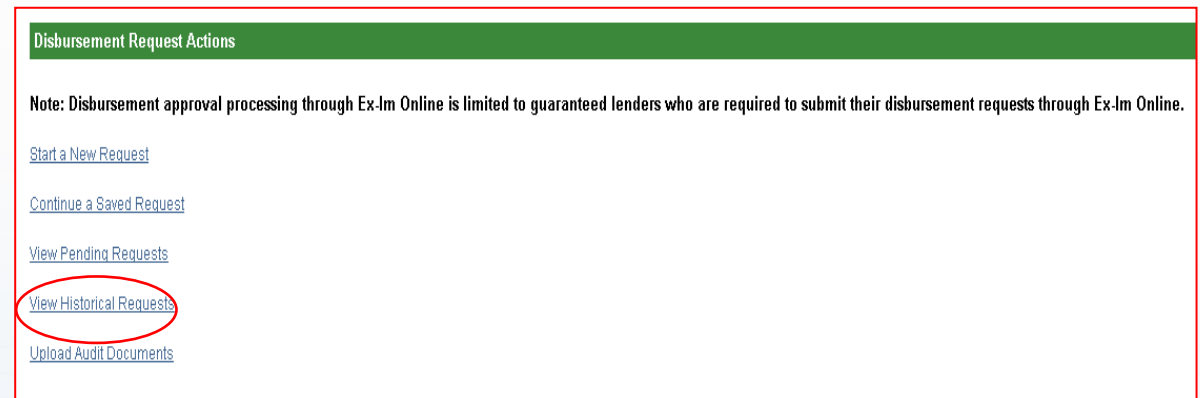 Disbursement Request Actions
Note: Disbursement approval processing through Ex-Im Online is limited to guaranteed lenders who are required to submit their disbursement requests through Ex-Im Online.
Start a New Request
Continue a Saved Request
View Pending Requests
View Historical Requests
Upload Audit Documents